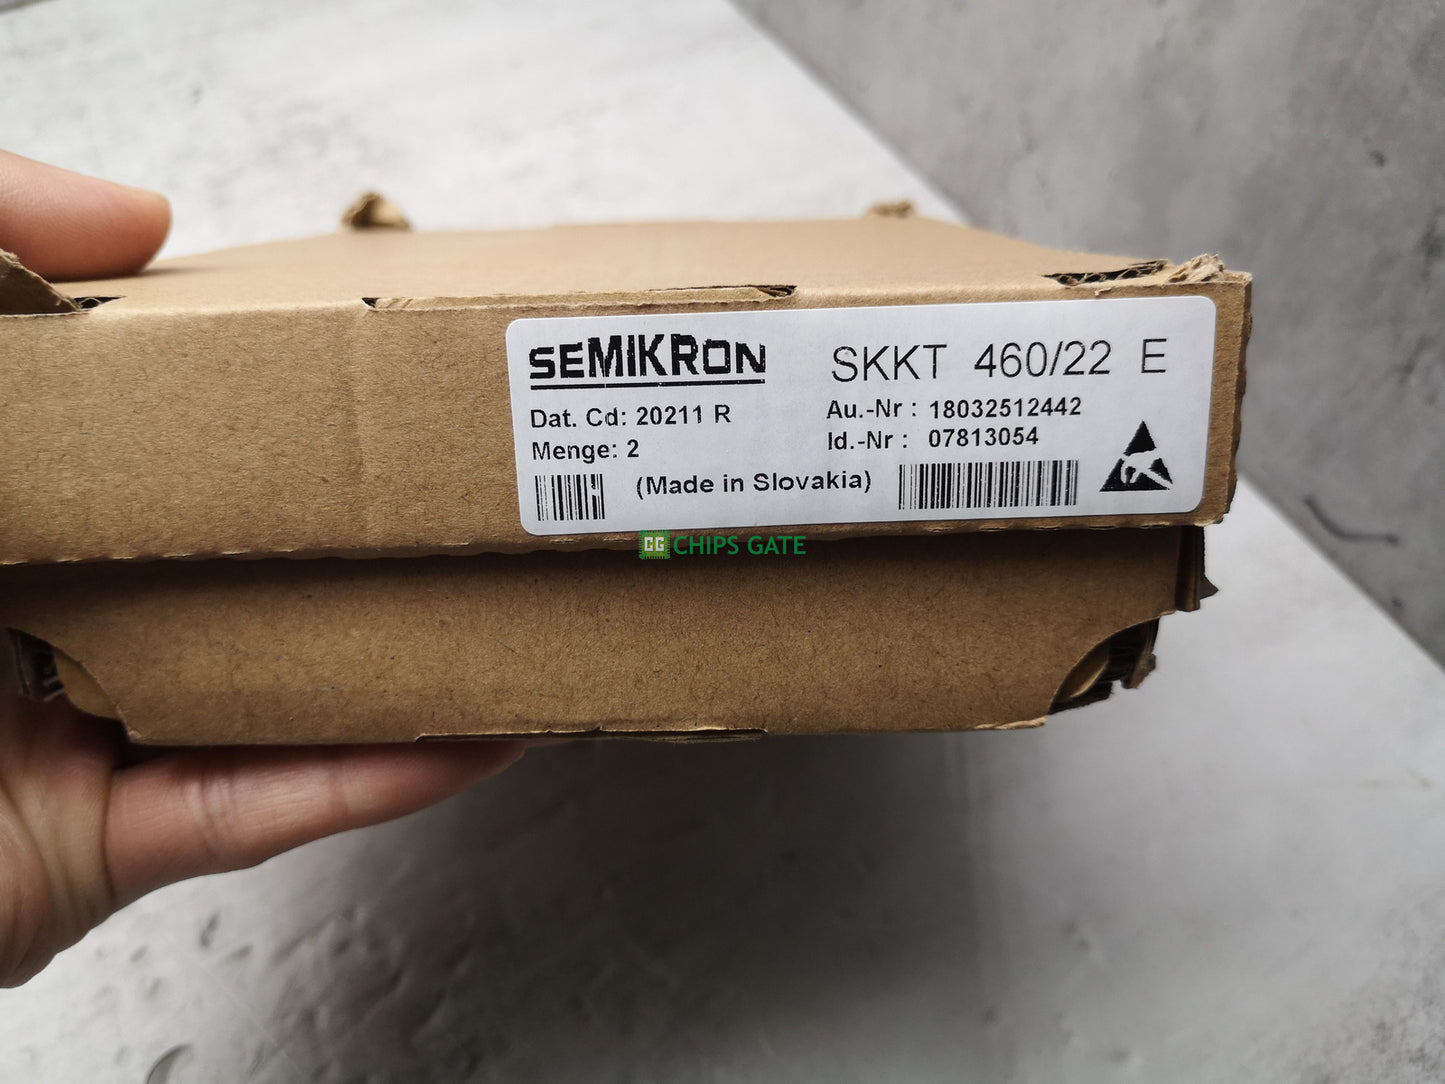 SEMIKRON
SKKT 460/22 E
Dat. Cd: 20211 R
Au.-Nr : 18032512442
Menge: 2
Id.-Nr : 07813054
(Made in Slovakia)
CG CHIPS GATE